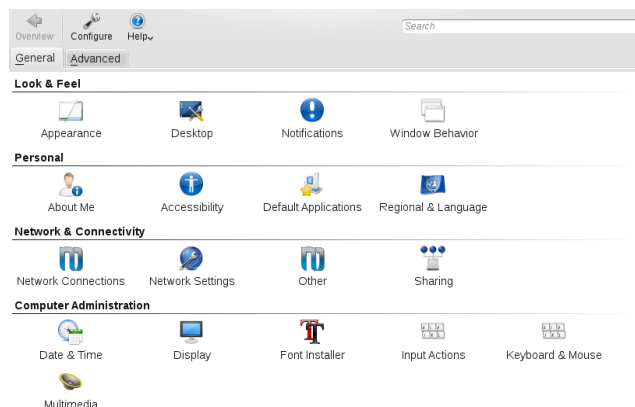 Overview Configure Help
Search
General Advanced
Look & Feel
Appearance Desktop Notifications Window Behavior
Personal
About Me Accessibility Default Applications Regional & Language
Network & Connectivity
Network Connections Network Settings Other Sharing
Computer Administration
Date & Time Display Font Installer Input Actions Keyboard & Mouse
Multimedia